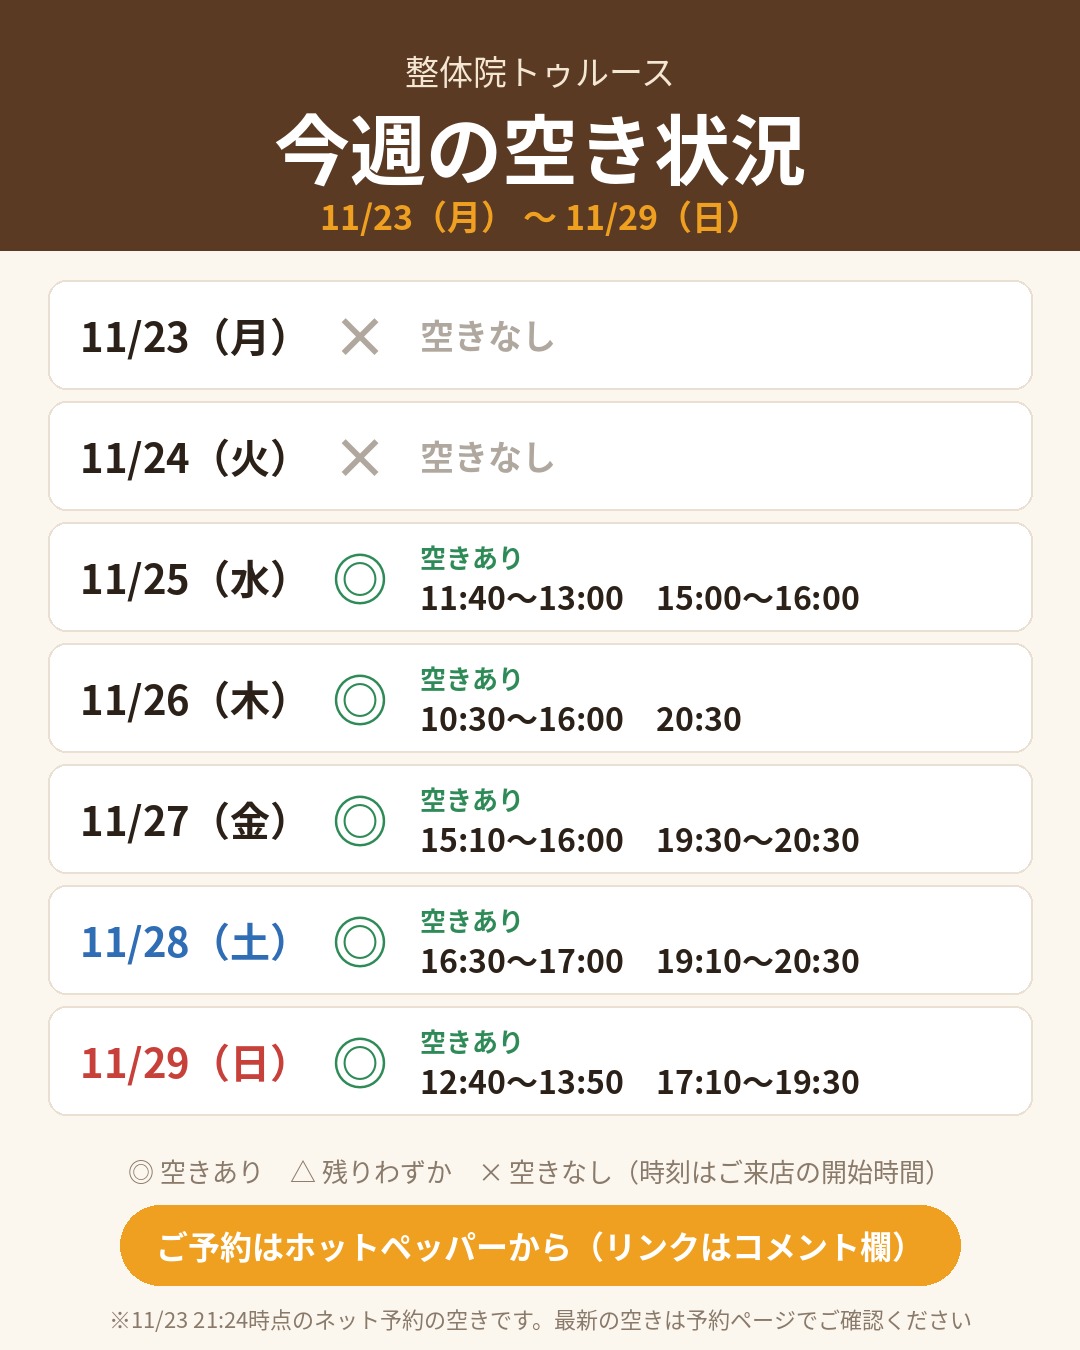 整体院トゥルース
今週の空き状況
11/23（月） ～ 11/29（日）
11/23（月） × 空きなし
11/24（火） × 空きなし
11/25（水） ◎ 空きあり
11:40～13:00　15:00～16:00
11/26（木） ◎ 空きあり
10:30～16:00　20:30
11/27（金） ◎ 空きあり
15:10～16:00　19:30～20:30
11/28（土） ◎ 空きあり
16:30～17:00　19:10～20:30
11/29（日） ◎ 空きあり
12:40～13:50　17:10～19:30
◎ 空きあり　△ 残りわずか　× 空きなし（時刻はご来店の開始時間）
ご予約はホットペッパーから（リンクはコメント欄）
※11/23 21:24時点のネット予約の空きです。最新の空きは予約ページでご確認ください